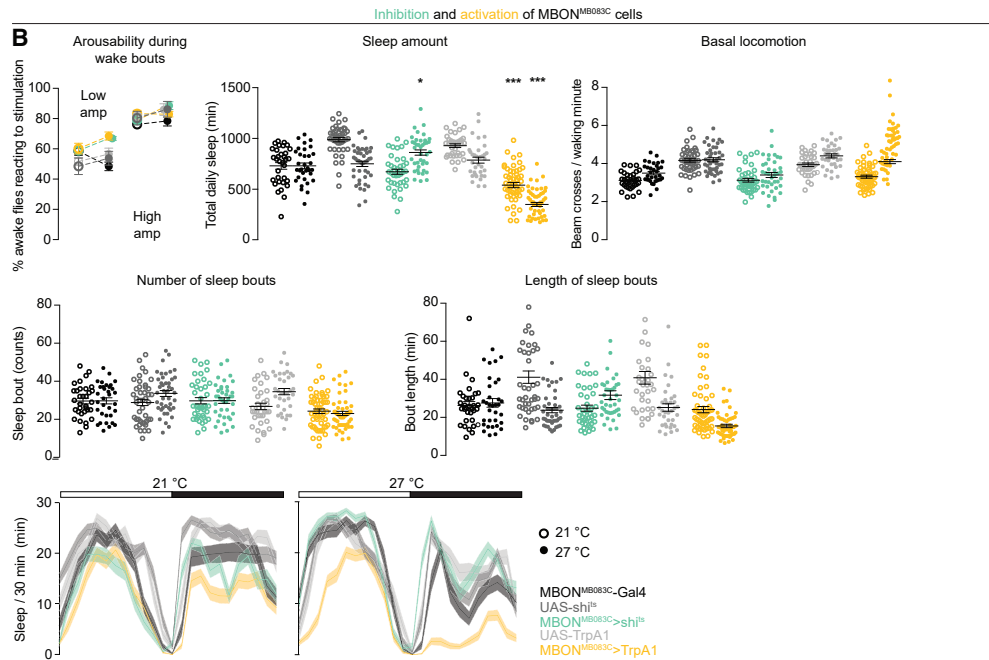 Inhibition and activation of MBONMB083C cells
B
Arousability during
wake bouts
% awake flies reading to stimulation
100
80
60
40
20
0
Low
amp
High
amp
Sleep amount
Total daily sleep (min)
1500
1000
500
0
*
***
***
Basal locomotion
Beam crosses / waking minute
8
6
4
2
0
Number of sleep bouts
Sleep bout (counts)
80
60
40
20
0
Length of sleep bouts
Bout length (min)
80
60
40
20
0
21 °C
27 °C
Sleep / 30 min (min)
30
20
10
0
21 °C
27 °C
MBONMB083C-Gal4
UAS-shits
MBONMB083C>shits
UAS-TrpA1
MBONMB083C>TrpA1